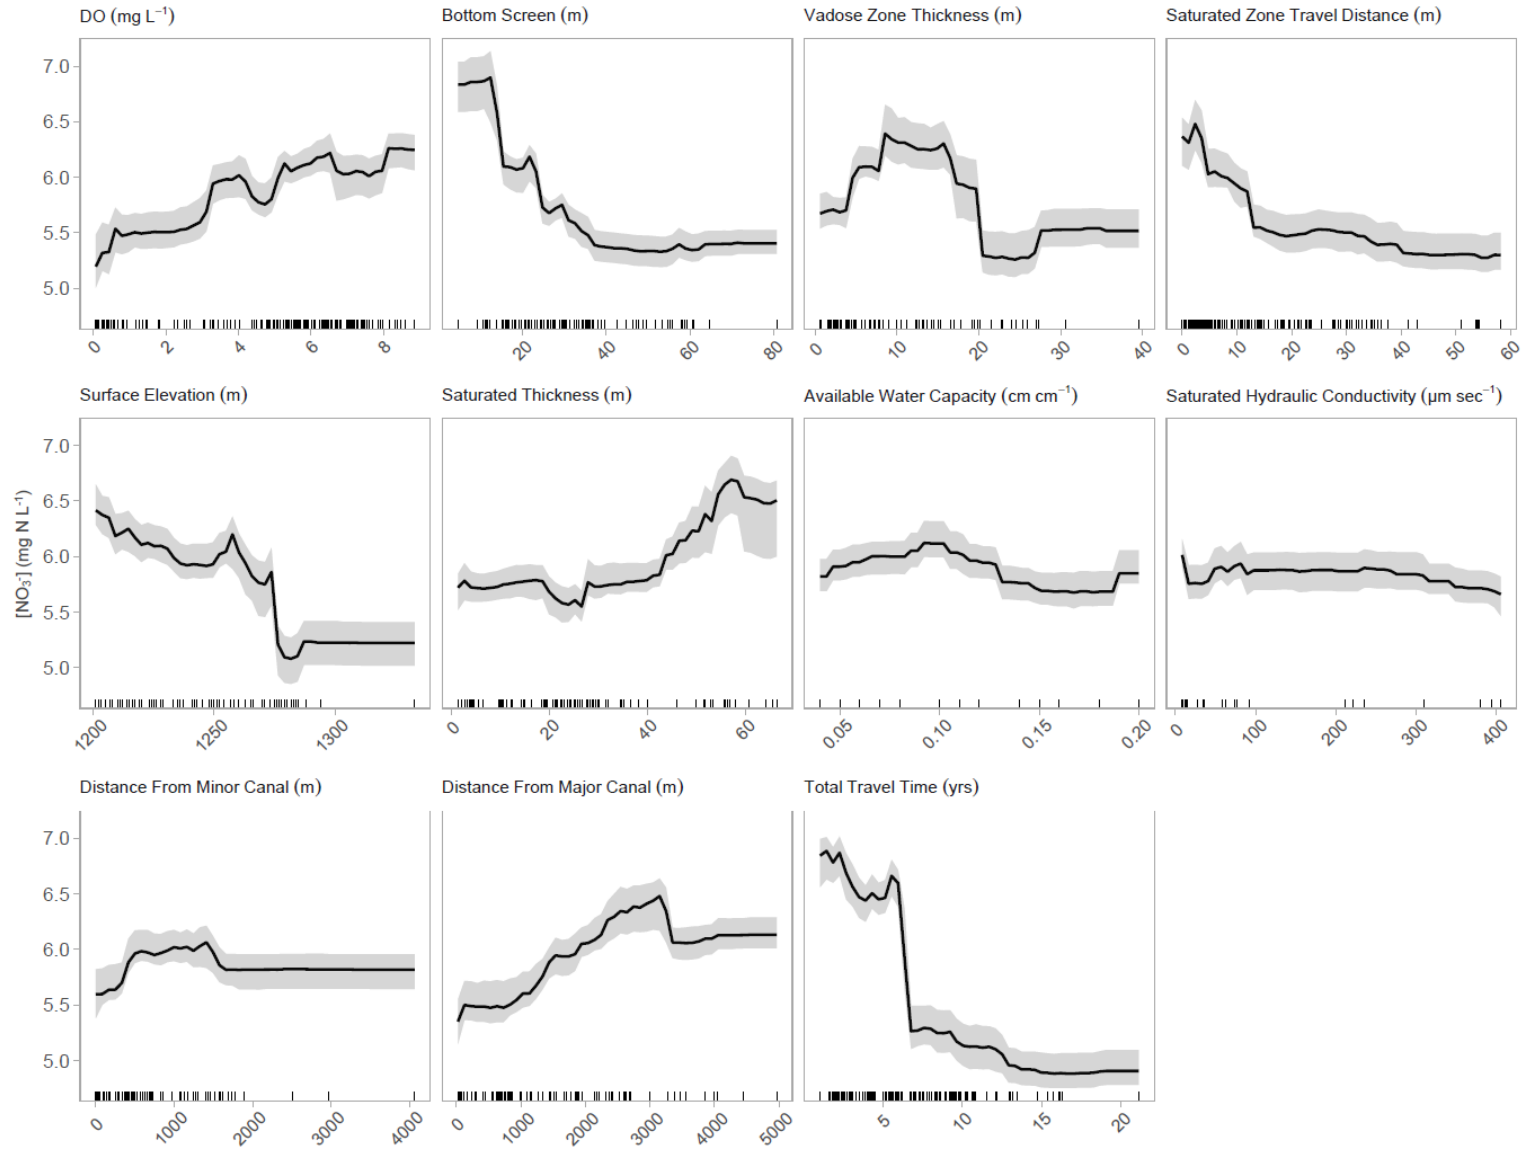 DO (mg L⁻¹) Bottom Screen (m) Vadose Zone Thickness (m) Saturated Zone Travel Distance (m)
7.0
6.5
6.0
5.5
5.0
0 2 4 6 8 20 40 60 80 0 10 20 30 40 0 10 20 30 40 50 60
Surface Elevation (m) Saturated Thickness (m) Available Water Capacity (cm cm⁻¹) Saturated Hydraulic Conductivity (µm sec⁻¹)
[NO₃⁻] (mg N L⁻¹)
7.0
6.5
6.0
5.5
5.0
1200 1250 1300 0 20 40 60 0.05 0.10 0.15 0.20 0 100 200 300 400
Distance From Minor Canal (m) Distance From Major Canal (m) Total Travel Time (yrs)
7.0
6.5
6.0
5.5
5.0
0 1000 2000 3000 4000 0 1000 2000 3000 4000 5000 5 10 15 20